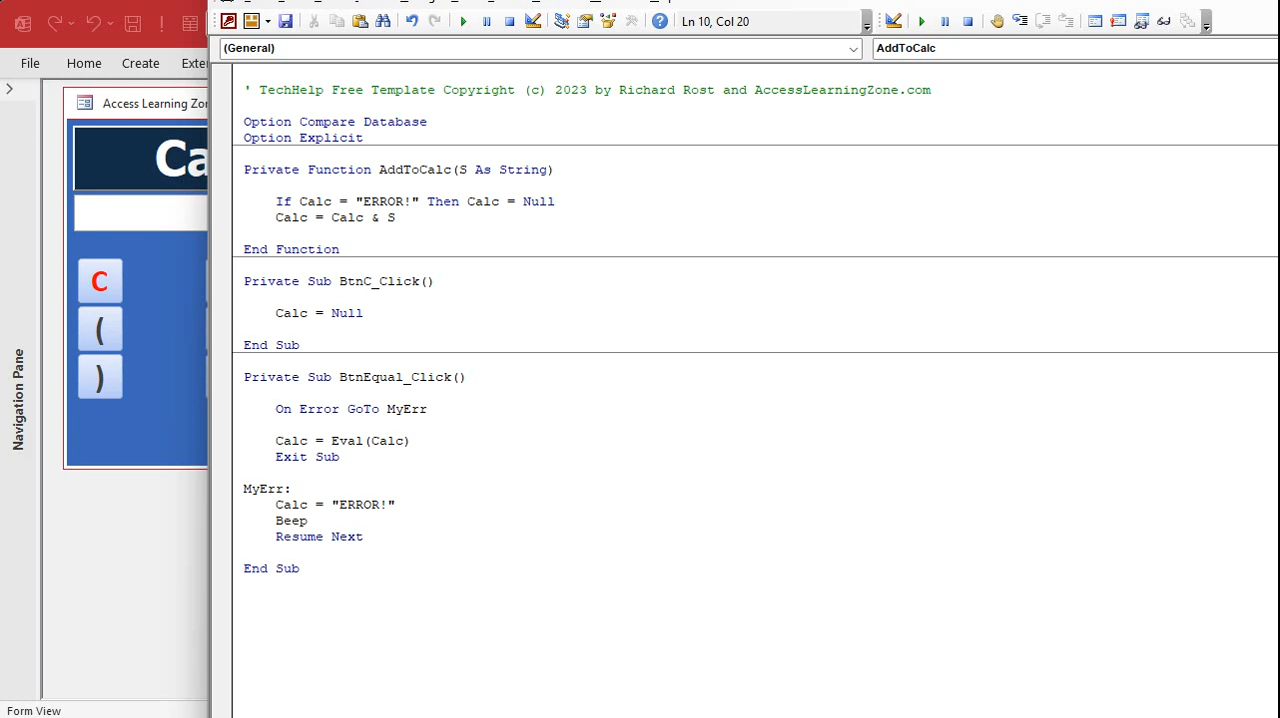 Ln 10, Col 20
(General)
AddToCalc
File
Home
Create
Exter
Access Learning Zo
Ca
C
(
)
Navigation Pane
Form View
' TechHelp Free Template Copyright (c) 2023 by Richard Rost and AccessLearningZone.com
Option Compare Database
Option Explicit
Private Function AddToCalc(S As String)
If Calc = "ERROR!" Then Calc = Null
Calc = Calc & S
End Function
Private Sub BtnC_Click()
Calc = Null
End Sub
Private Sub BtnEqual_Click()
On Error GoTo MyErr
Calc = Eval(Calc)
Exit Sub
MyErr:
Calc = "ERROR!"
Beep
Resume Next
End Sub